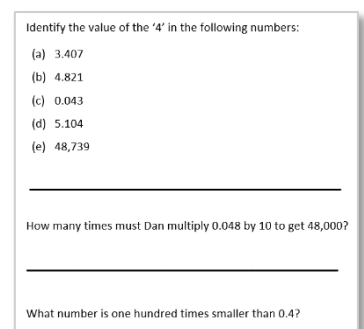 Identify the value of the ‘4’ in the following numbers:
(a) 3.407
(b) 4.821
(c) 0.043
(d) 5.104
(e) 48,739
How many times must Dan multiply 0.048 by 10 to get 48,000?
What number is one hundred times smaller than 0.4?